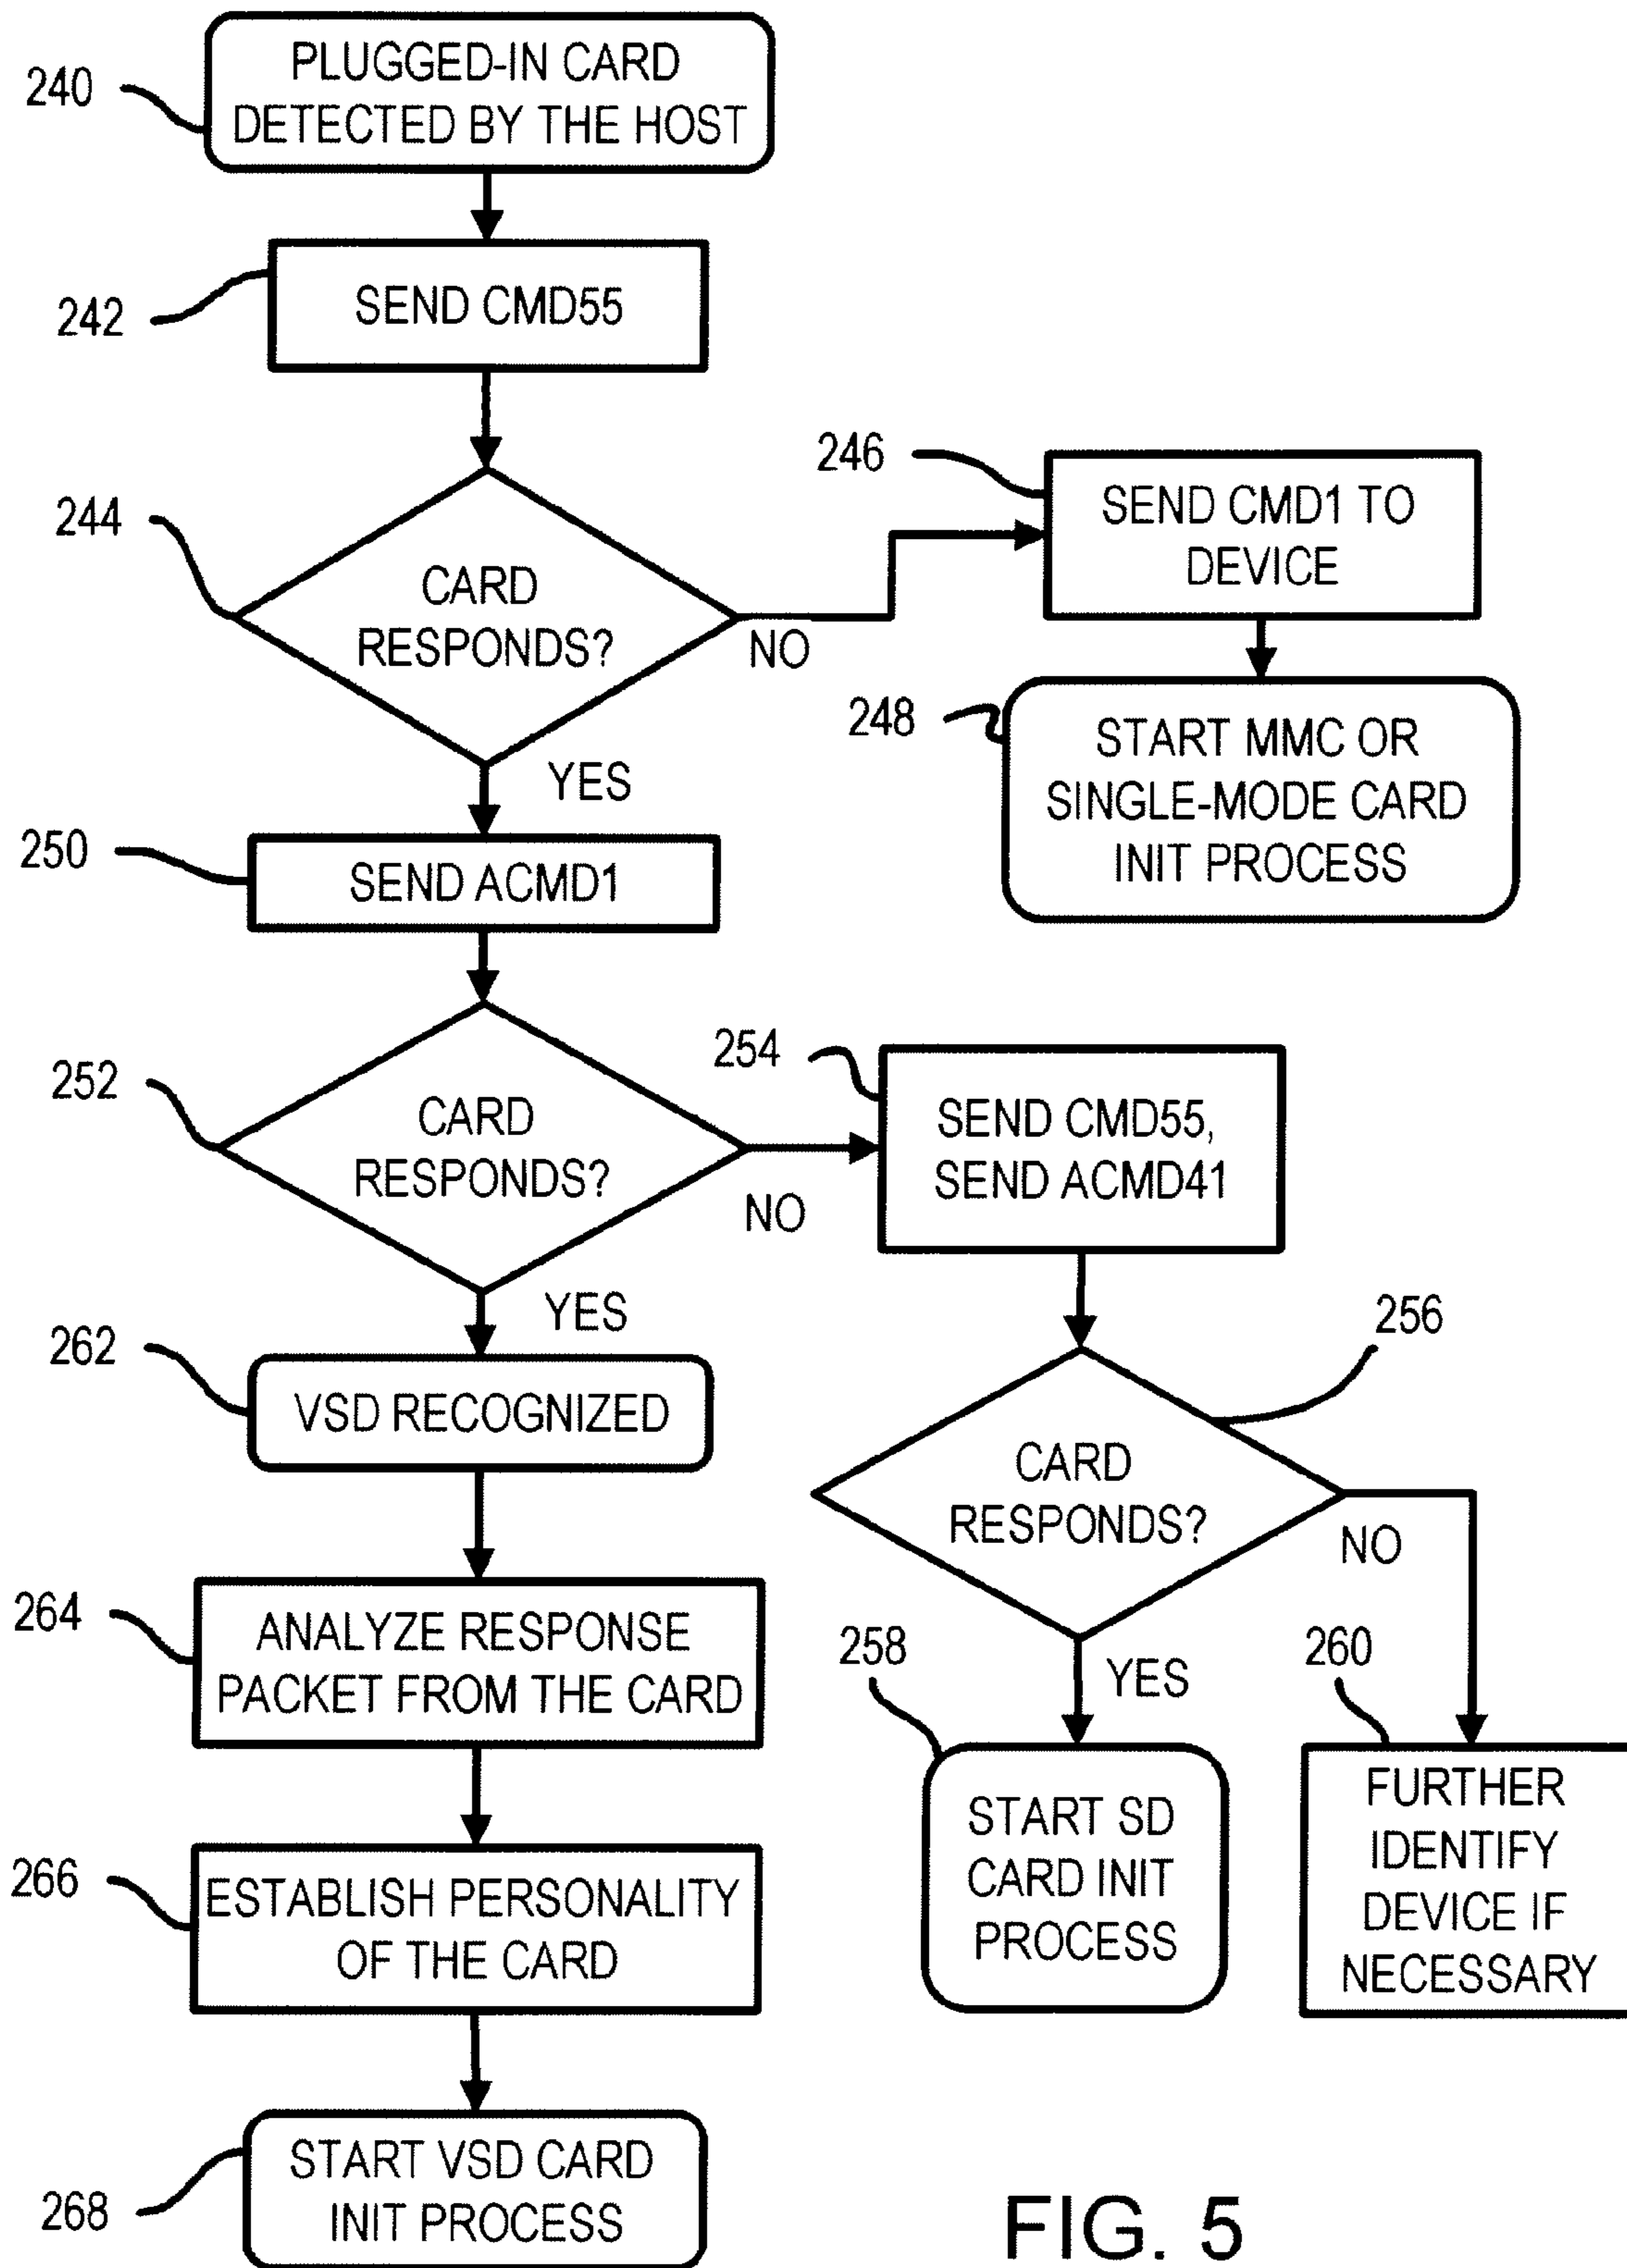 240
PLUGGED-IN CARD
DETECTED BY THE HOST
242
SEND CMD55
244
CARD
RESPONDS?
NO
YES
246
SEND CMD1 TO
DEVICE
248
START MMC OR
SINGLE-MODE CARD
INIT PROCESS
250
SEND ACMD1
252
CARD
RESPONDS?
NO
YES
254
SEND CMD55,
SEND ACMD41
256
CARD
RESPONDS?
NO
YES
258
START SD
CARD INIT
PROCESS
260
FURTHER
IDENTIFY
DEVICE IF
NECESSARY
262
VSD RECOGNIZED
264
ANALYZE RESPONSE
PACKET FROM THE CARD
266
ESTABLISH PERSONALITY
OF THE CARD
268
START VSD CARD
INIT PROCESS
FIG. 5